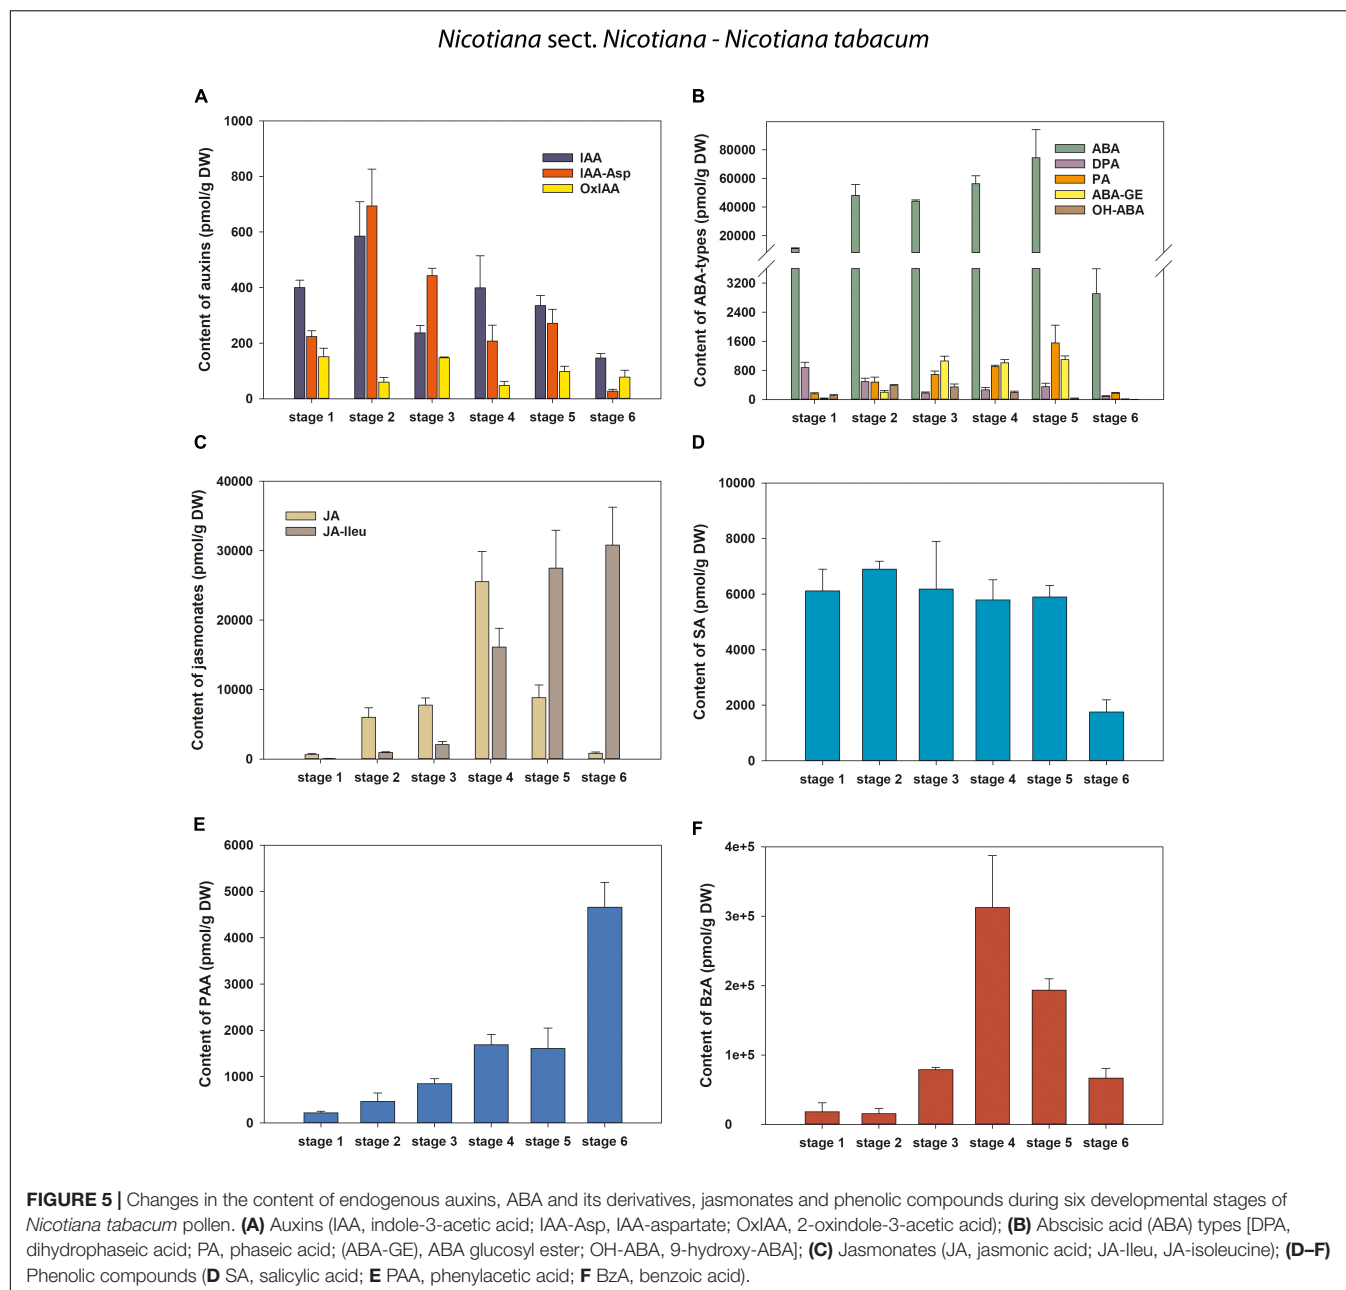 Nicotiana sect. Nicotiana - Nicotiana tabacum
A
Content of auxins (pmol/g DW)
1000
800
600
400
200
0
IAA
IAA-Asp
OxIAA
stage 1 stage 2 stage 3 stage 4 stage 5 stage 6
B
Content of ABA-types (pmol/g DW)
80000
60000
40000
20000
3200
2400
1600
800
0
ABA
DPA
PA
ABA-GE
OH-ABA
stage 1 stage 2 stage 3 stage 4 stage 5 stage 6
C
Content of jasmonates (pmol/g DW)
40000
30000
20000
10000
0
JA
JA-Ileu
stage 1 stage 2 stage 3 stage 4 stage 5 stage 6
D
Content of SA (pmol/g DW)
10000
8000
6000
4000
2000
0
stage 1 stage 2 stage 3 stage 4 stage 5 stage 6
E
Content of PAA (pmol/g DW)
6000
5000
4000
3000
2000
1000
0
stage 1 stage 2 stage 3 stage 4 stage 5 stage 6
F
Content of BzA (pmol/g DW)
4e+5
3e+5
2e+5
1e+5
0
stage 1 stage 2 stage 3 stage 4 stage 5 stage 6
FIGURE 5 | Changes in the content of endogenous auxins, ABA and its derivatives, jasmonates and phenolic compounds during six developmental stages of
Nicotiana tabacum pollen. (A) Auxins (IAA, indole-3-acetic acid; IAA-Asp, IAA-aspartate; OxIAA, 2-oxindole-3-acetic acid); (B) Abscisic acid (ABA) types [DPA,
dihydrophaseic acid; PA, phaseic acid; (ABA-GE), ABA glucosyl ester; OH-ABA, 9-hydroxy-ABA]; (C) Jasmonates (JA, jasmonic acid; JA-Ileu, JA-isoleucine); (D–F)
Phenolic compounds (D SA, salicylic acid; E PAA, phenylacetic acid; F BzA, benzoic acid).